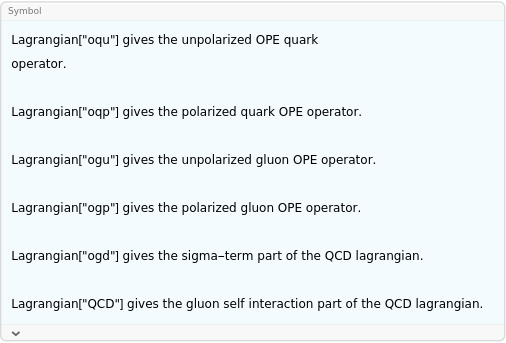 Symbol
Lagrangian["oqu"] gives the unpolarized OPE quark
operator.
Lagrangian["oqp"] gives the polarized quark OPE operator.
Lagrangian["ogu"] gives the unpolarized gluon OPE operator.
Lagrangian["ogp"] gives the polarized gluon OPE operator.
Lagrangian["ogd"] gives the sigma–term part of the QCD lagrangian.
Lagrangian["QCD"] gives the gluon self interaction part of the QCD lagrangian.